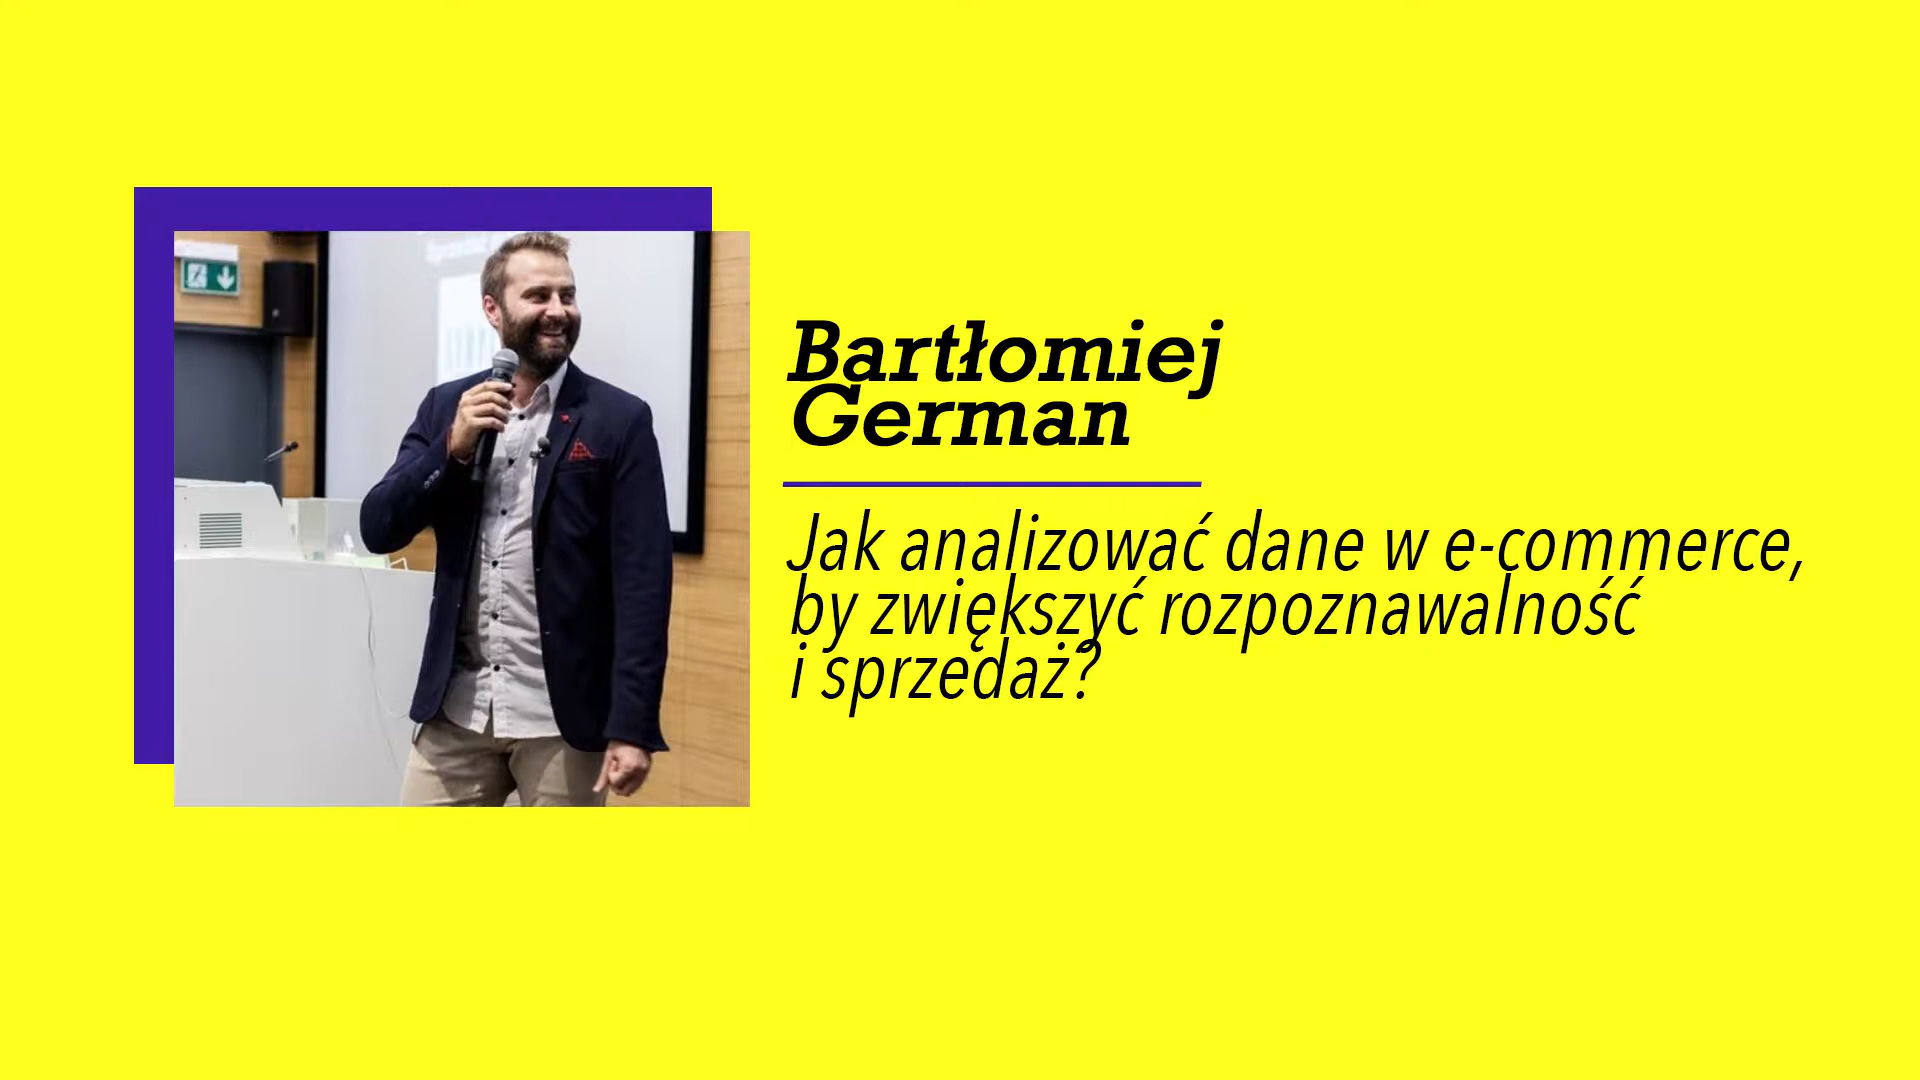 Bartłomiej
German
Jak analizować dane w e-commerce,
by zwiększyć rozpoznawalność
i sprzedaż?